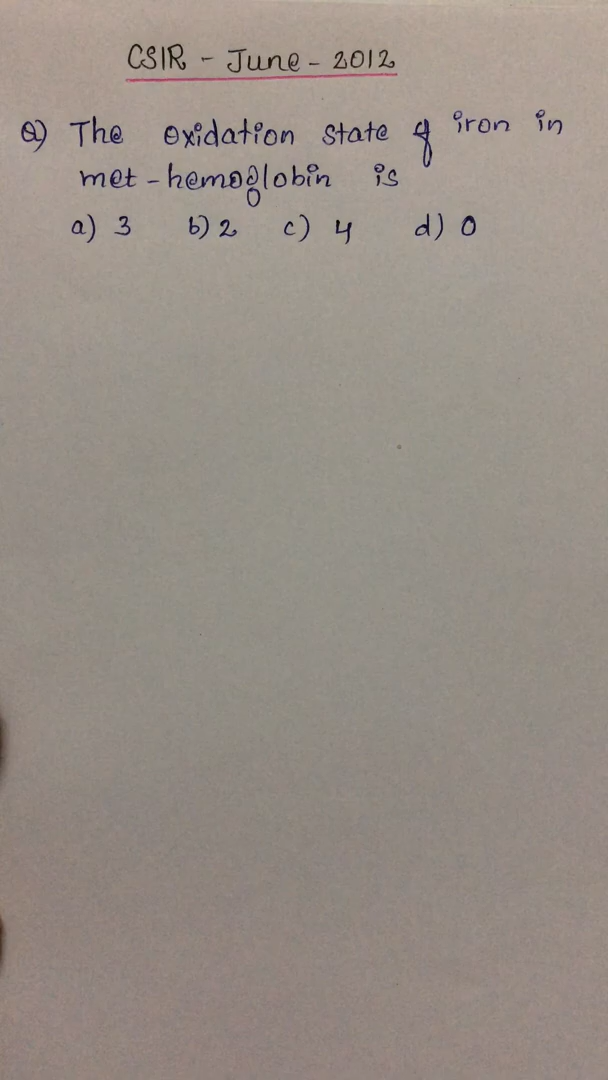 CSIR - June - 2012
Q) The oxidation state of iron in
met - hemoglobin is
a) 3 b) 2 c) 4 d) 0